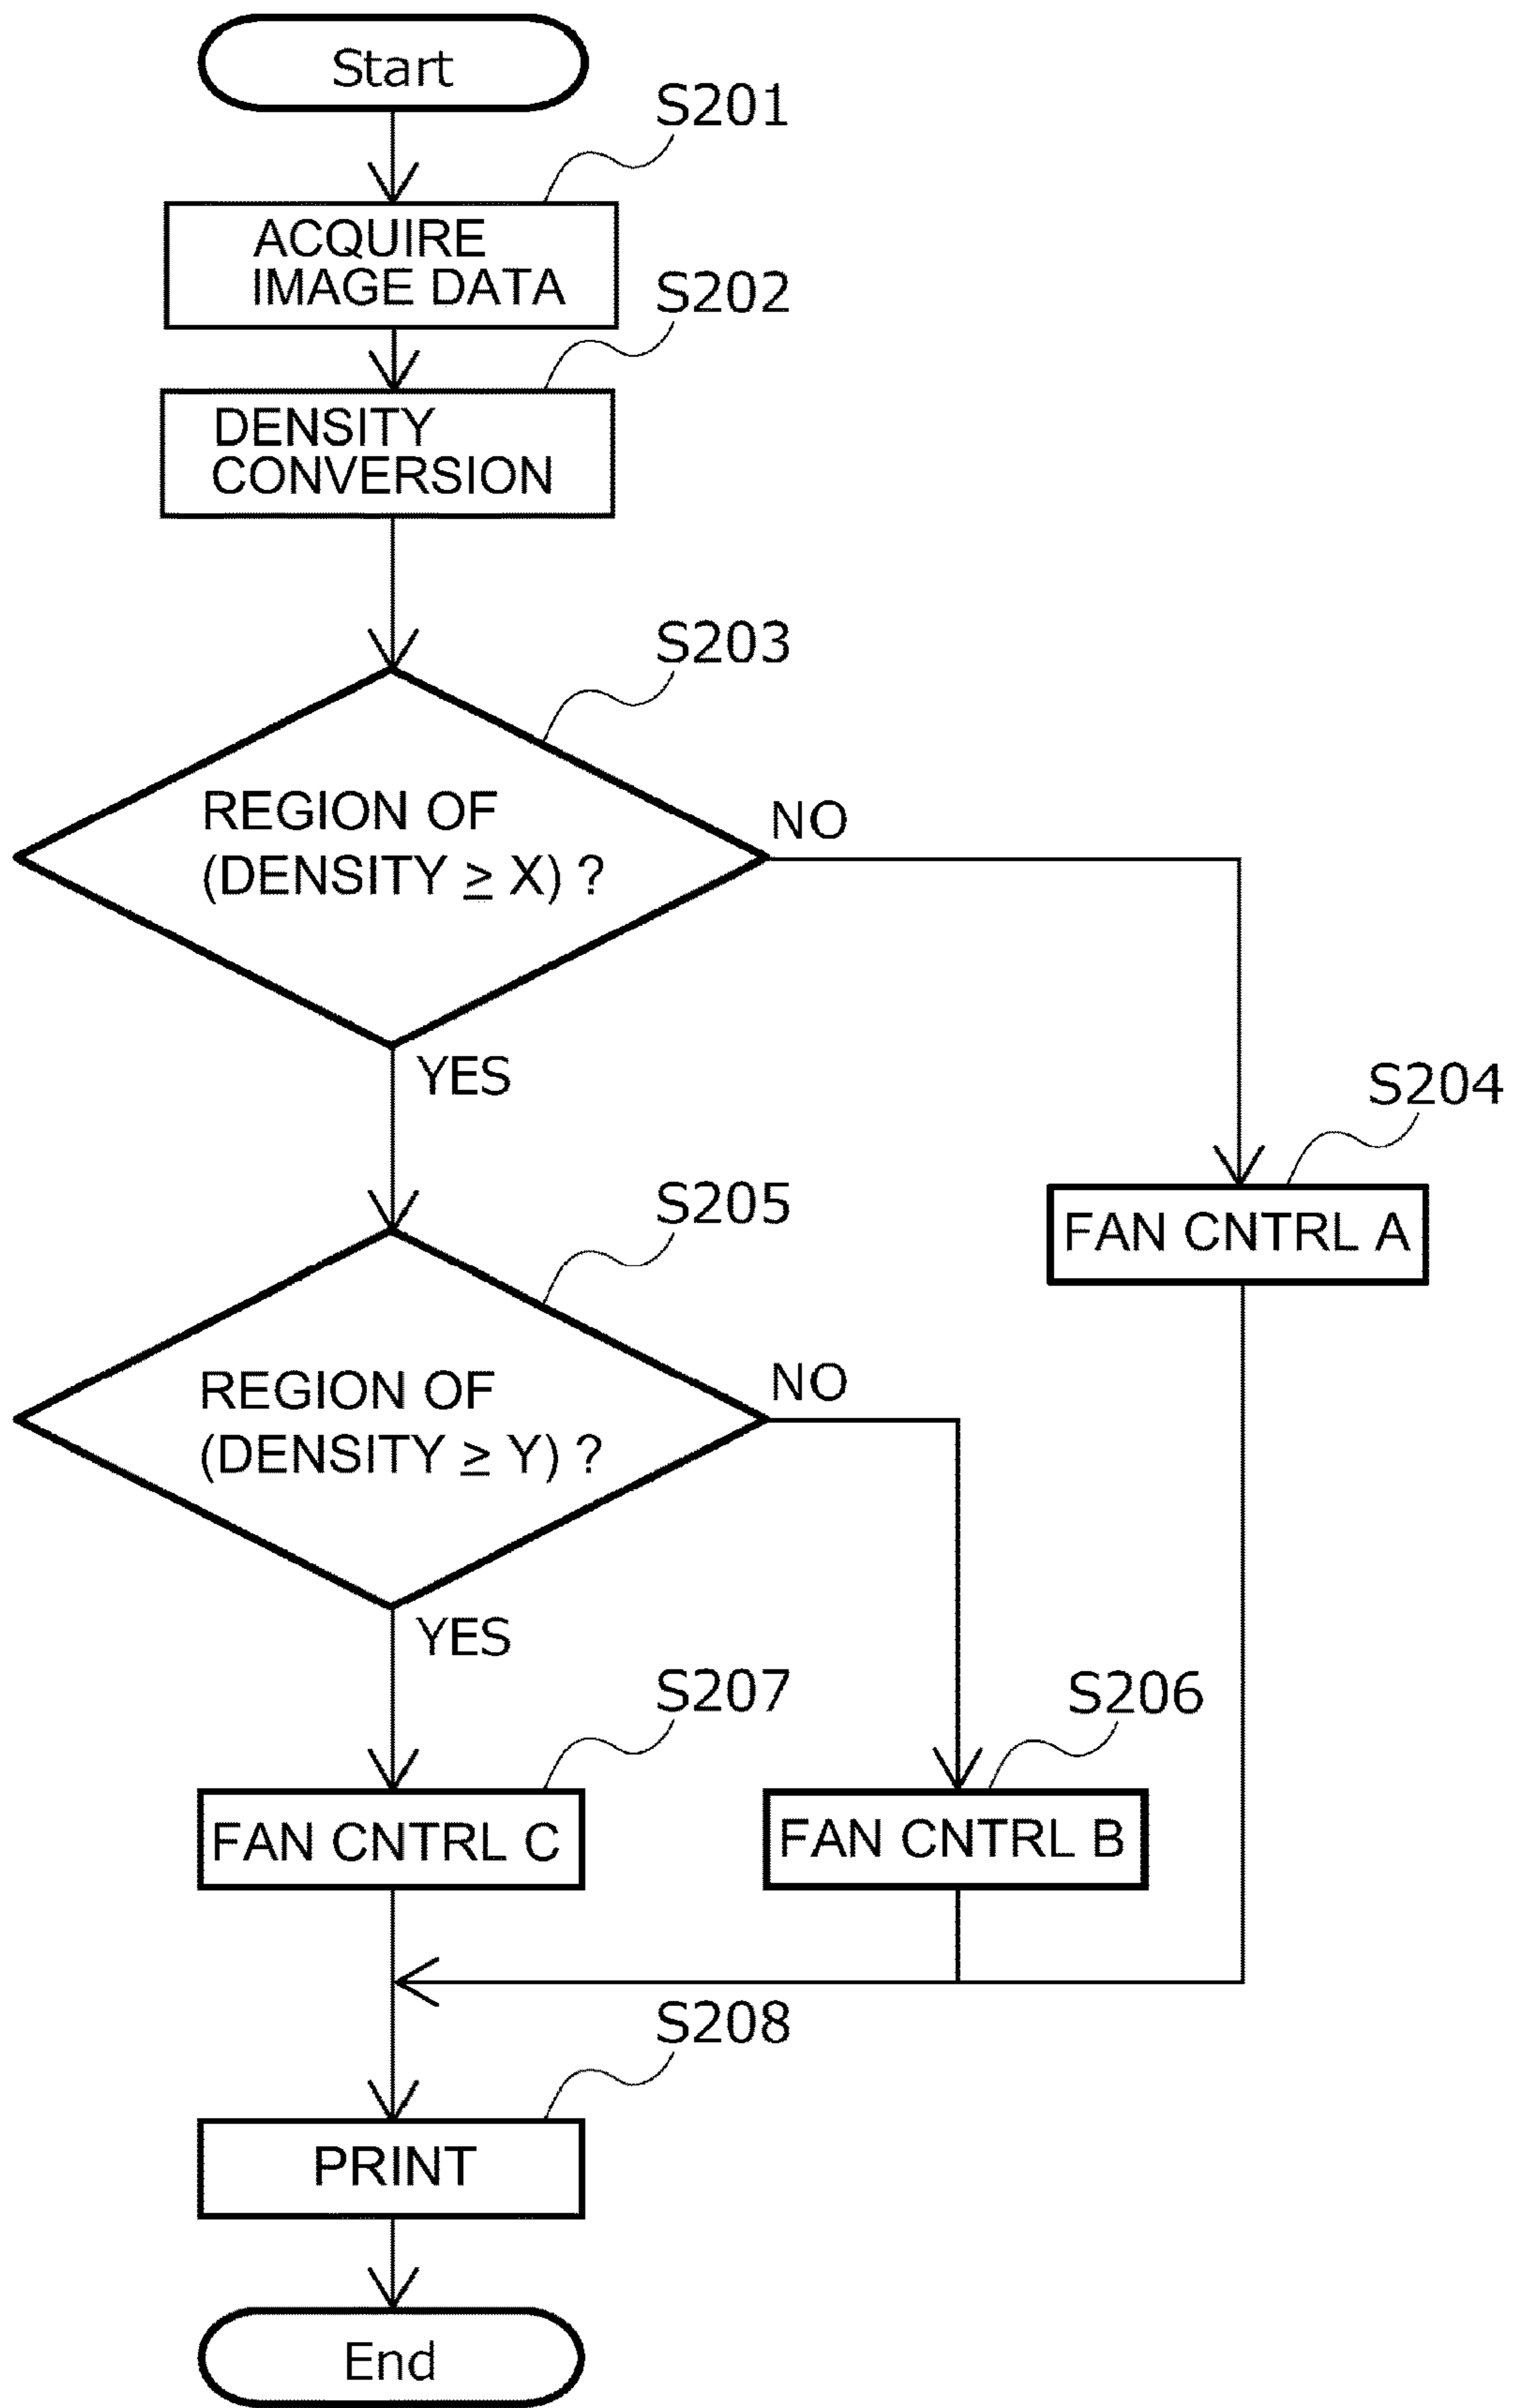 Start
S201
ACQUIRE
IMAGE DATA
S202
DENSITY
CONVERSION
S203
REGION OF
(DENSITY ≥ X) ?
NO
YES
S204
FAN CNTRL A
S205
REGION OF
(DENSITY ≥ Y) ?
NO
YES
S207
S206
FAN CNTRL C
FAN CNTRL B
S208
PRINT
End